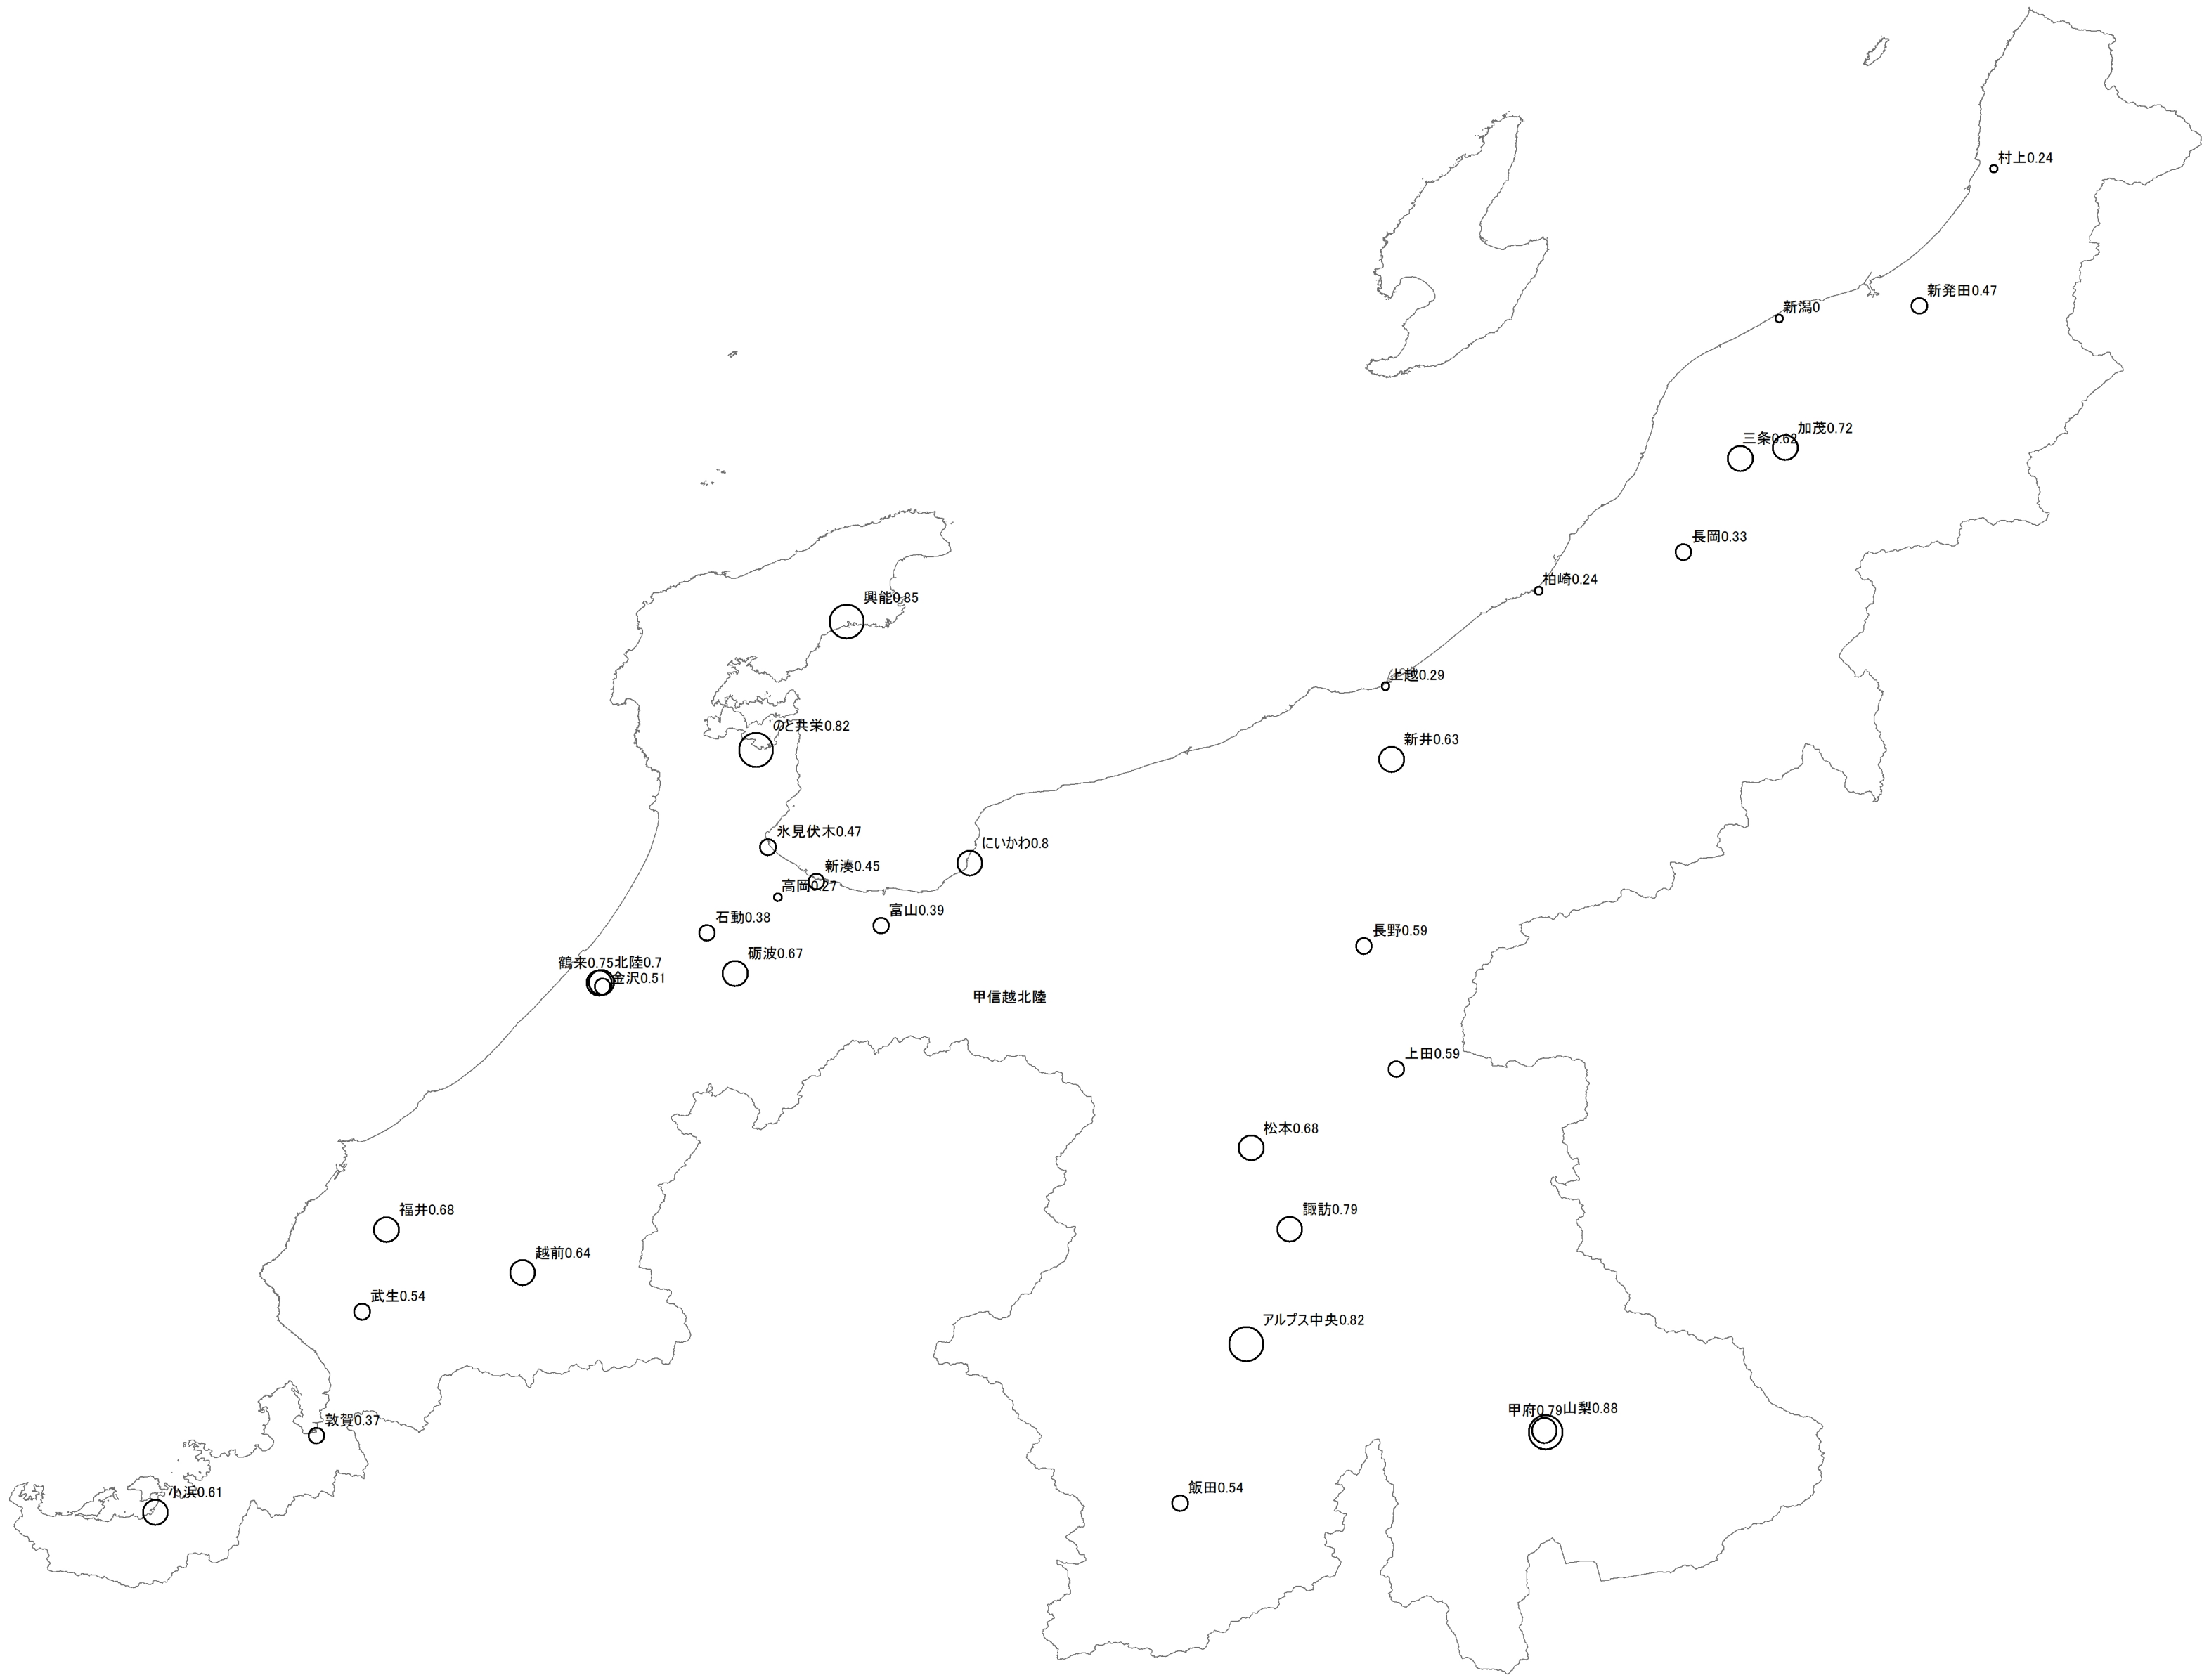 村上0.24
新発田0.47
新潟0
加茂0.72
三条0.62
長岡0.33
柏崎0.24
興能0.85
上越0.29
のと共栄0.82
新井0.63
氷見伏木0.47
にいかわ0.8
新湊0.45
高岡0.27
富山0.39
石動0.38
長野0.59
砺波0.67
鶴来0.75北陸0.7
金沢0.51
甲信越北陸
上田0.59
松本0.68
福井0.68
諏訪0.79
越前0.64
武生0.54
アルプス中央0.82
甲府0.79山梨0.88
敦賀0.37
飯田0.54
小浜0.61